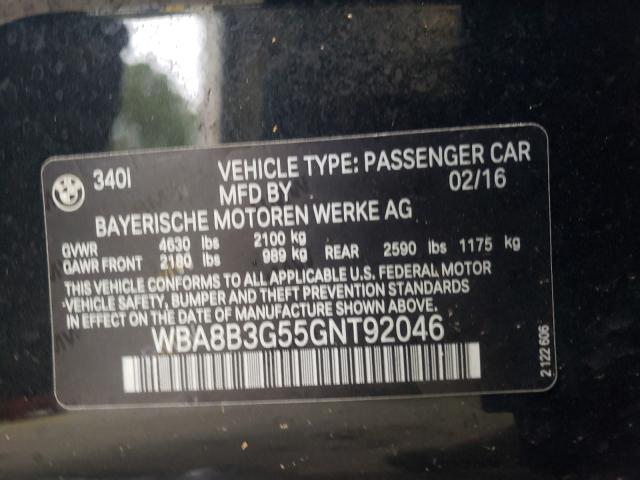 340I VEHICLE TYPE: PASSENGER CAR
MFD BY 02/16
BAYERISCHE MOTOREN WERKE AG
GVWR 4630 lbs 2100 kg
GAWR FRONT 2180 lbs 989 kg REAR 2590 lbs 1175 kg
THIS VEHICLE CONFORMS TO ALL APPLICABLE U.S. FEDERAL MOTOR
VEHICLE SAFETY, BUMPER AND THEFT PREVENTION STANDARDS
IN EFFECT ON THE DATE OF MANUFACTURE SHOWN ABOVE.
WBA8B3G55GNT92046
2 122 606